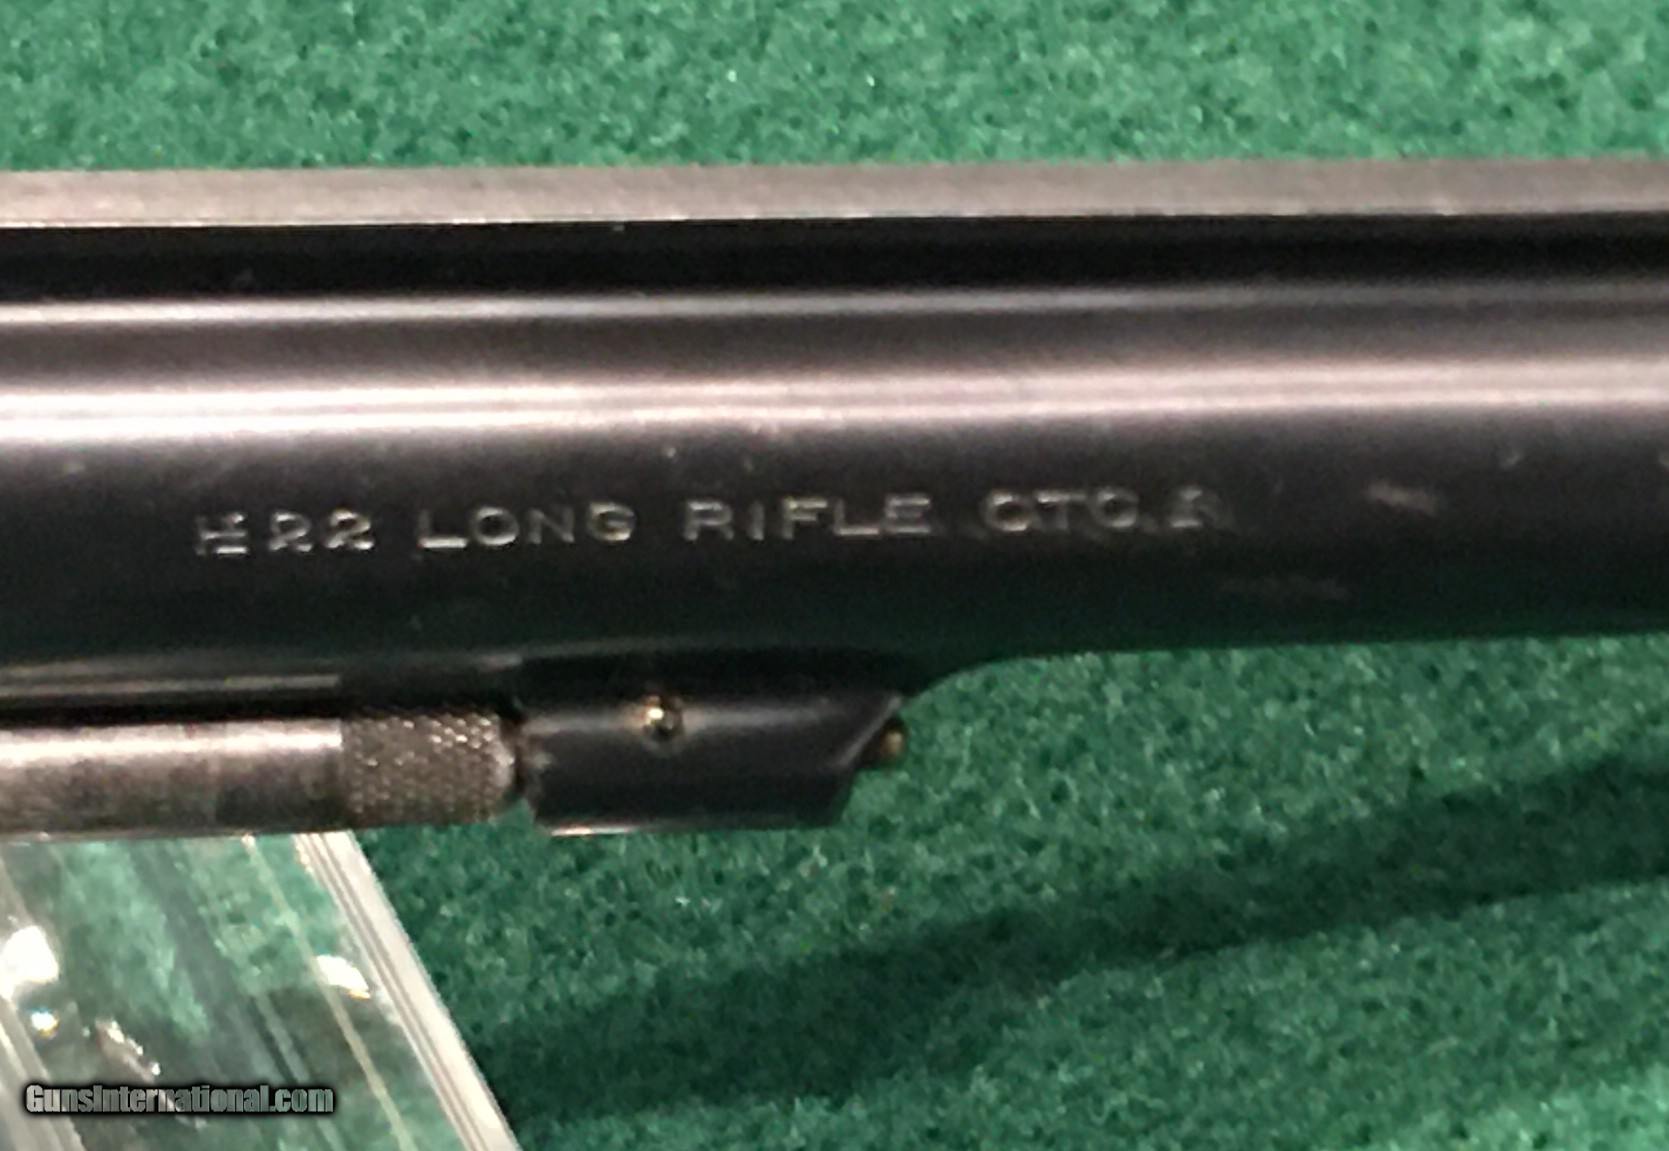 22 LONG RIFLE CTG.
GunsInternational.com